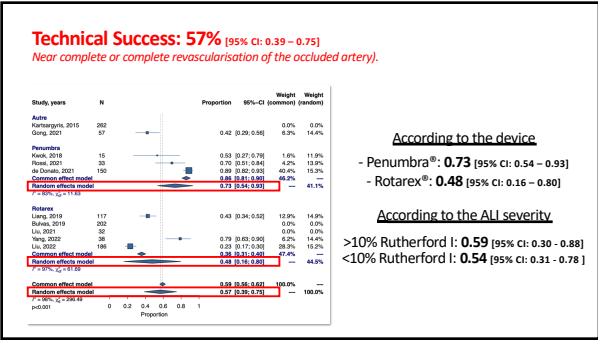 Technical Success: 57% [95% CI: 0.39 – 0.75]
Near complete or complete revascularisation of the occluded artery).
Study, years N Proportion 95%-CI Weight (common) Weight (random)
Autre
Kartsargyris, 2015 262 0.0% 0.0%
Gong, 2021 57 0.42 [0.29; 0.56] 6.3% 14.4%
Penumbra
Kwok, 2018 15 0.53 [0.27; 0.79] 1.6% 11.9%
Rossi, 2021 33 0.70 [0.51; 0.84] 4.2% 13.9%
de Donato, 2021 150 0.89 [0.82; 0.93] 40.4% 15.3%
Common effect model 0.86 [0.81; 0.90] 46.2% —
Random effects model 0.73 [0.54; 0.93] — 41.1%
I² = 83%, χ²₂ = 11.63
Rotarex
Liang, 2019 117 0.43 [0.34; 0.52] 12.9% 14.9%
Bulvas, 2019 202 0.0% 0.0%
Liu, 2021 32 0.0% 0.0%
Yang, 2022 38 0.79 [0.63; 0.90] 6.2% 14.4%
Liu, 2022 186 0.23 [0.17; 0.30] 28.3% 15.2%
Common effect model 0.36 [0.31; 0.40] 47.4% —
Random effects model 0.48 [0.16; 0.80] — 44.5%
I² = 97%, = 61.69
Common effect model 0.59 [0.56; 0.62] 100.0% —
Random effects model 0.57 [0.39; 0.75] — 100.0%
I² = 98%, = 296.49
p<0.001
0 0.2 0.4 0.6 0.8 1
Proportion
According to the device
- Penumbra®: 0.73 [95% CI: 0.54 – 0.93]
- Rotarex®: 0.48 [95% CI: 0.16 – 0.80]
According to the ALI severity
>10% Rutherford I: 0.59 [95% CI: 0.30 - 0.88]
<10% Rutherford I: 0.54 [95% CI: 0.31 - 0.78 ]